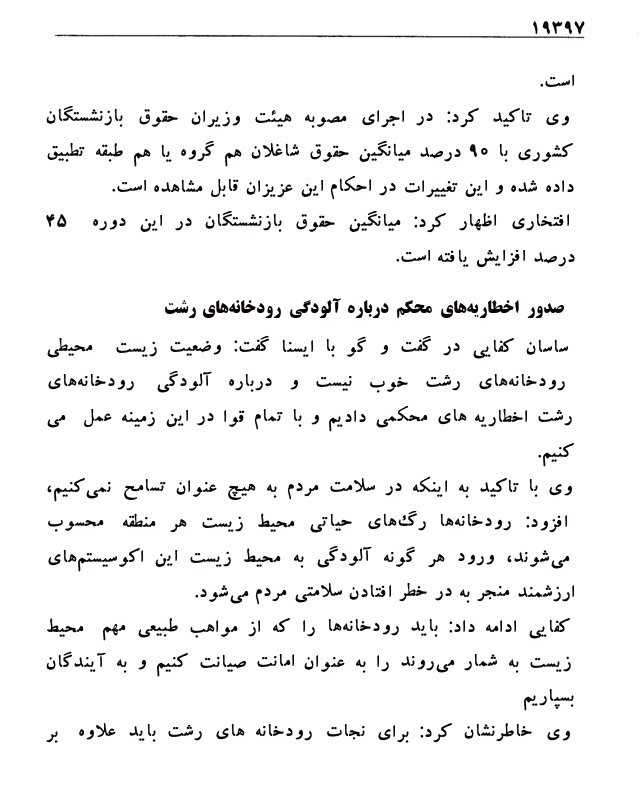 ۱۹۳۹۷
است.
وی تاکید کرد: در اجرای مصوبه هیئت وزیران حقوق بازنشستگان
کشوری با ۹۰ درصد میانگین حقوق شاغلان هم گروه یا هم طبقه تطبیق
داده شده و این تغییرات در احکام این عزیزان قابل مشاهده است.
افتخاری اظهار کرد: میانگین حقوق بازنشستگان در این دوره ۴۵
درصد افزایش یافته است.
صدور اخطاریه‌های محکم درباره آلودگی رودخانه‌های رشت
ساسان کفایی در گفت و گو با ایسنا گفت: وضعیت زیست محیطی
رودخانه‌های رشت خوب نیست و درباره آلودگی رودخانه‌های
رشت اخطاریه های محکمی دادیم و با تمام قوا در این زمینه عمل می
کنیم.
وی با تاکید به اینکه در سلامت مردم به هیچ عنوان تسامح نمی‌کنیم،
افزود: رودخانه‌ها رگ‌های حیاتی محیط زیست هر منطقه محسوب
می‌شوند، ورود هر گونه آلودگی به محیط زیست این اکوسیستم‌های
ارزشمند منجر به در خطر افتادن سلامتی مردم می‌شود.
کفایی ادامه داد: باید رودخانه‌ها را که از مواهب طبیعی مهم محیط
زیست به شمار می‌روند را به عنوان امانت صیانت کنیم و به آیندگان
بسپاریم
وی خاطرنشان کرد: برای نجات رودخانه های رشت باید علاوه بر